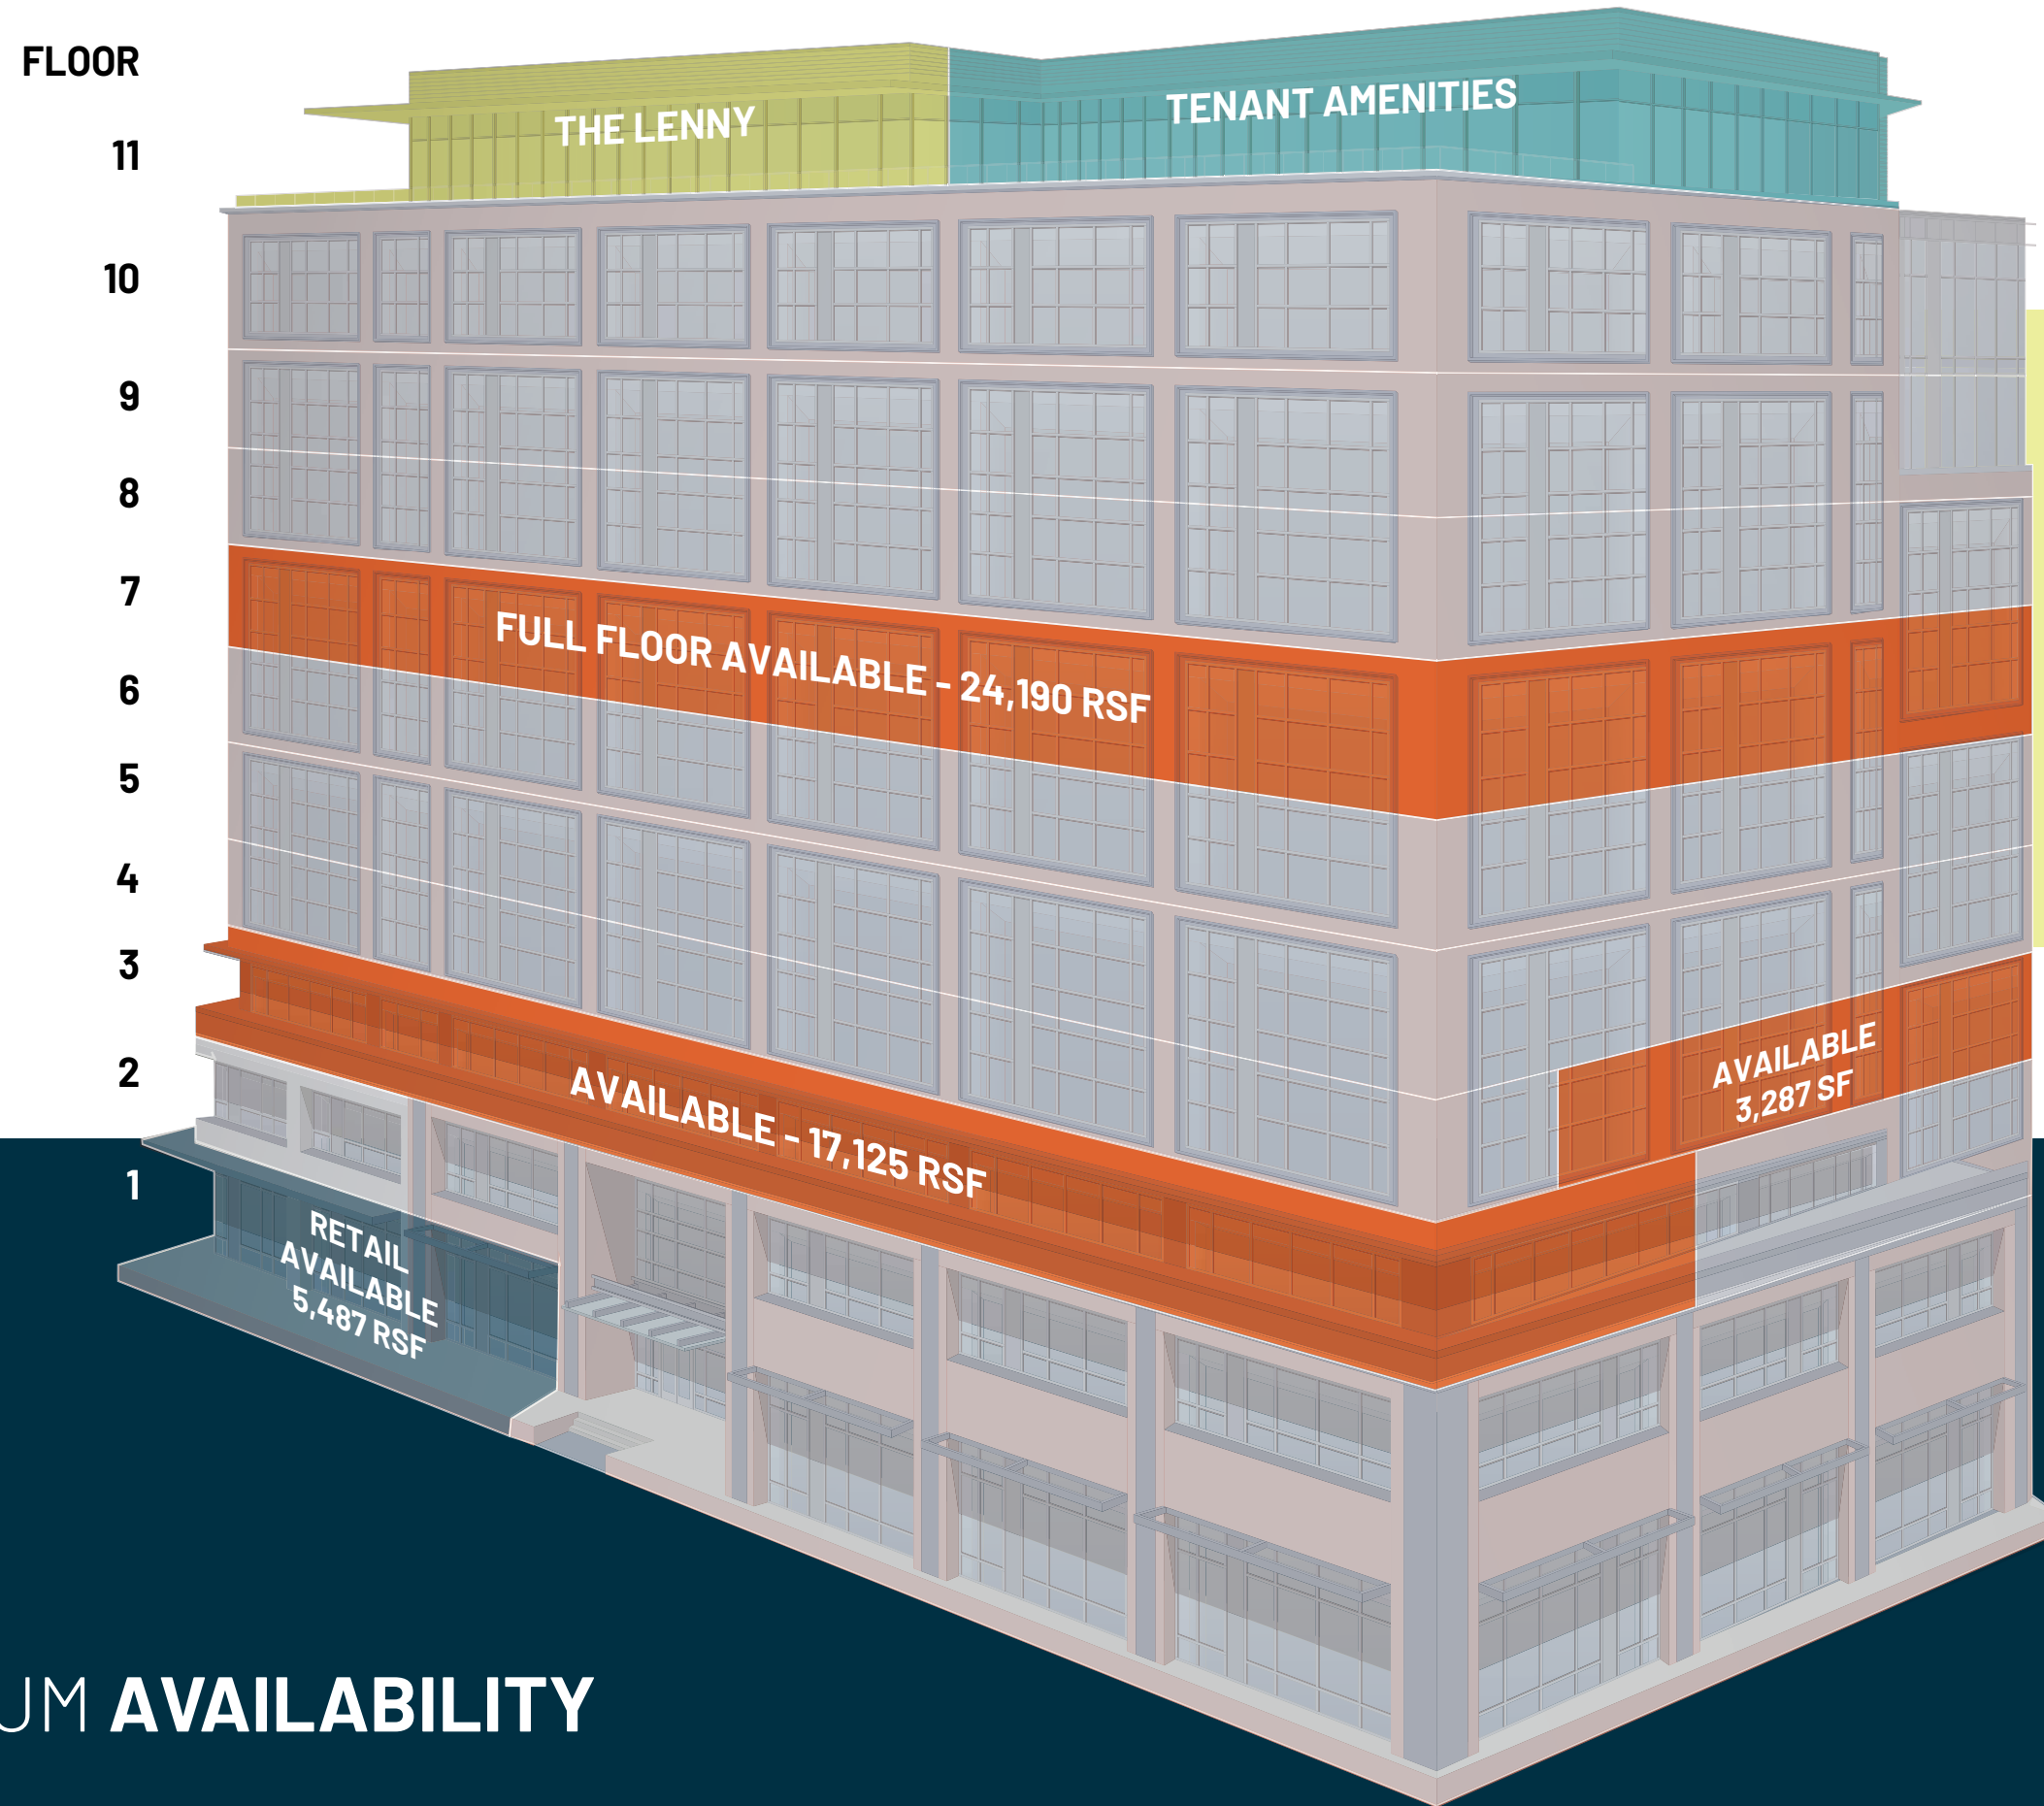 FLOOR
THE LENNY
TENANT AMENITIES
11
10
9
8
7
FULL FLOOR AVAILABLE - 24,190 RSF
6
5
4
3
AVAILABLE
3,287 SF
2
AVAILABLE - 17,125 RSF
1
RETAIL
AVAILABLE
5,487 RSF
UM AVAILABILITY